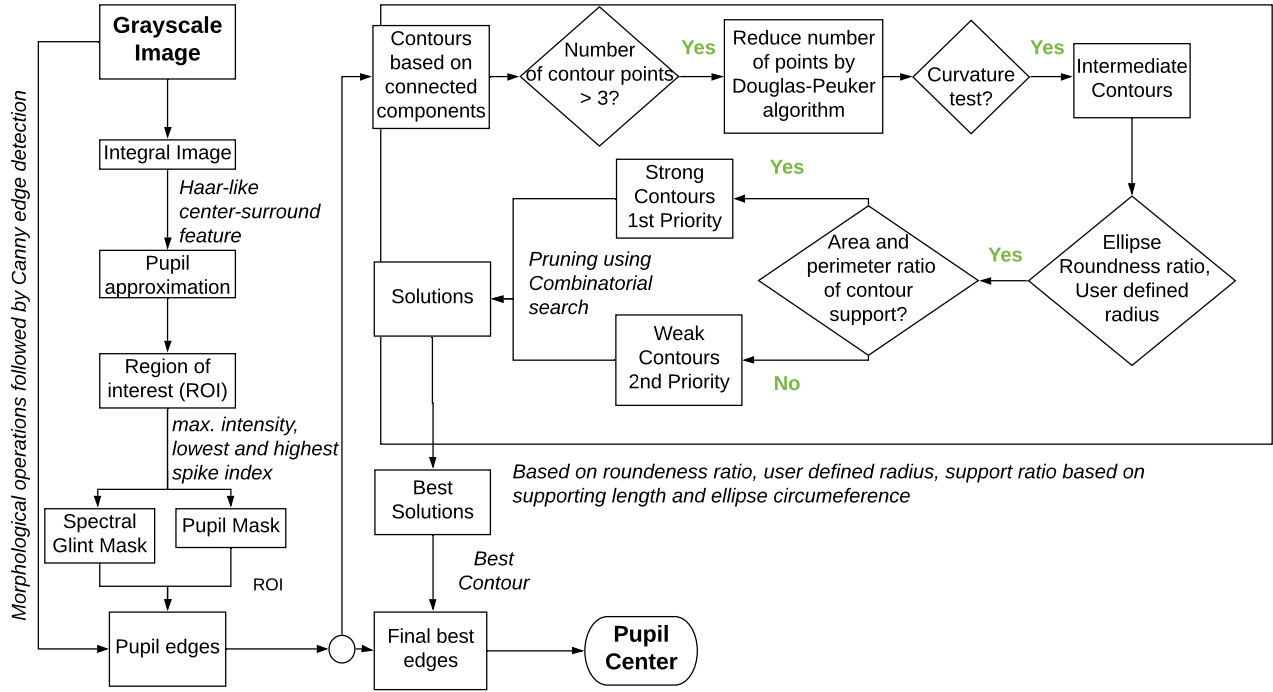 Grayscale
Image
Morphological operations followed by Canny edge detection
Integral Image
Haar-like
center-surround
feature
Pupil
approximation
Region of
interest (ROI)
max. intensity,
lowest and highest
spike index
Spectral
Glint Mask
Pupil Mask
ROI
Pupil edges
Contours
based on
connected
components
Number
of contour points
> 3?
Yes
Reduce number
of points by
Douglas-Peuker
algorithm
Curvature
test?
Yes
Intermediate
Contours
Ellipse
Roundness ratio,
User defined
radius
Yes
Area and
perimeter ratio
of contour
support?
Yes
Strong
Contours
1st Priority
No
Weak
Contours
2nd Priority
Pruning using
Combinatorial
search
Solutions
Based on roundeness ratio, user defined radius, support ratio based on
supporting length and ellipse circumeference
Best
Solutions
Best
Contour
Final best
edges
Pupil
Center